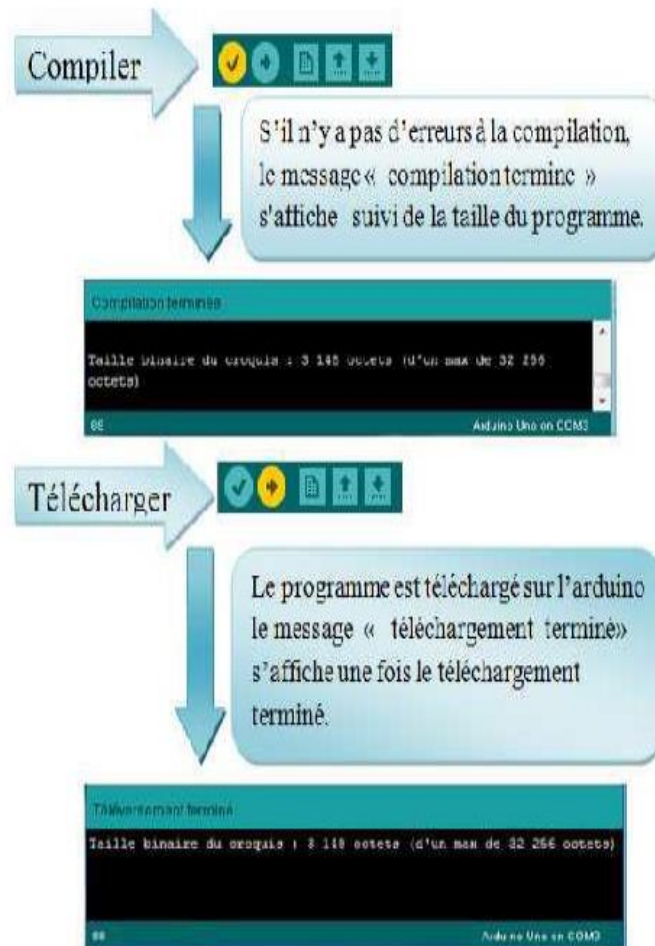 Compiler
S'il n'y a pas d'erreurs à la compilation,
le message « compilation termine »
s'affiche suivi de la taille du programme.
Compilation terminée
Taille binaire du croquis : 3 148 octets (d'un max de 32 256
octets)
Arduino Uno on COM3
Télécharger
Le programme est téléchargé sur l'arduino
le message « téléchargement terminé»
s'affiche une fois le téléchargement
terminé.
Téléversement terminé
Taille binaire du croquis : 3 148 octets (d'un max de 32 256 octets)
Arduino Uno on COM3